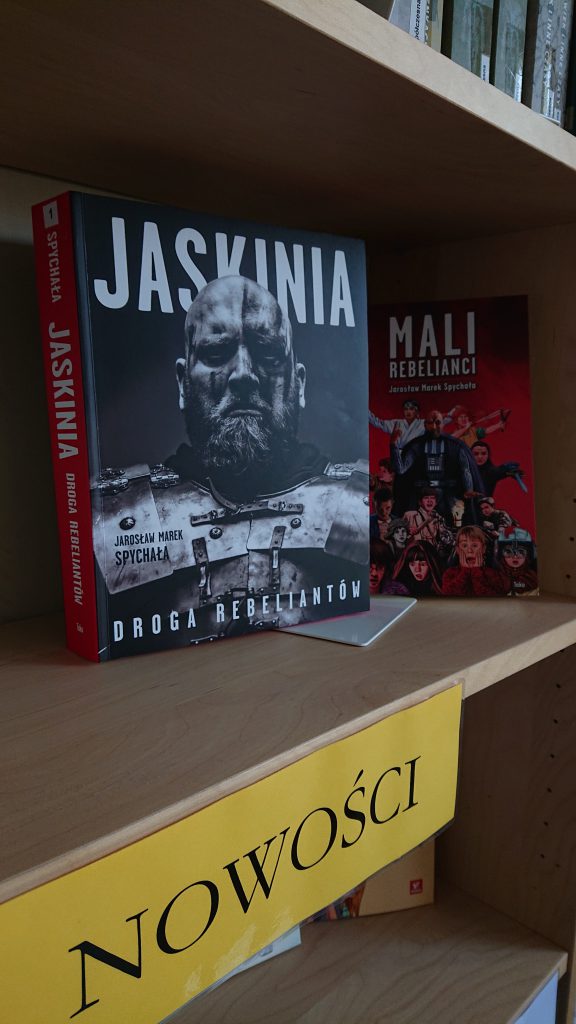 1
SPYCHAŁA
JASKINIA
DROGA REBELIANTÓW
JASKINIA
JAROSŁAW MAREK
SPYCHAŁA
DROGA REBELIANTÓW
MALI
REBELIANCI
Jarosław Marek Spychała
NOWOŚCI